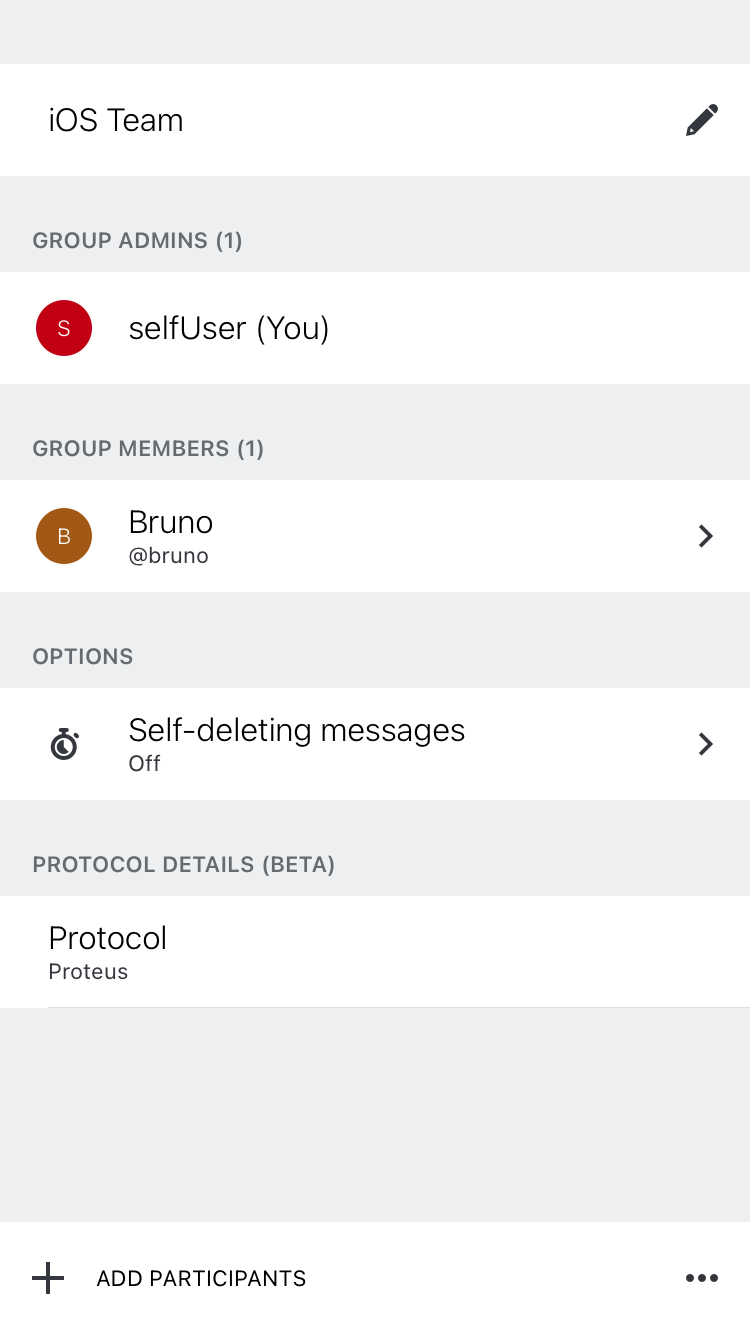 iOS Team
GROUP ADMINS (1)
S
selfUser (You)
GROUP MEMBERS (1)
B
Bruno
@bruno
OPTIONS
Self-deleting messages
Off
PROTOCOL DETAILS (BETA)
Protocol
Proteus
ADD PARTICIPANTS